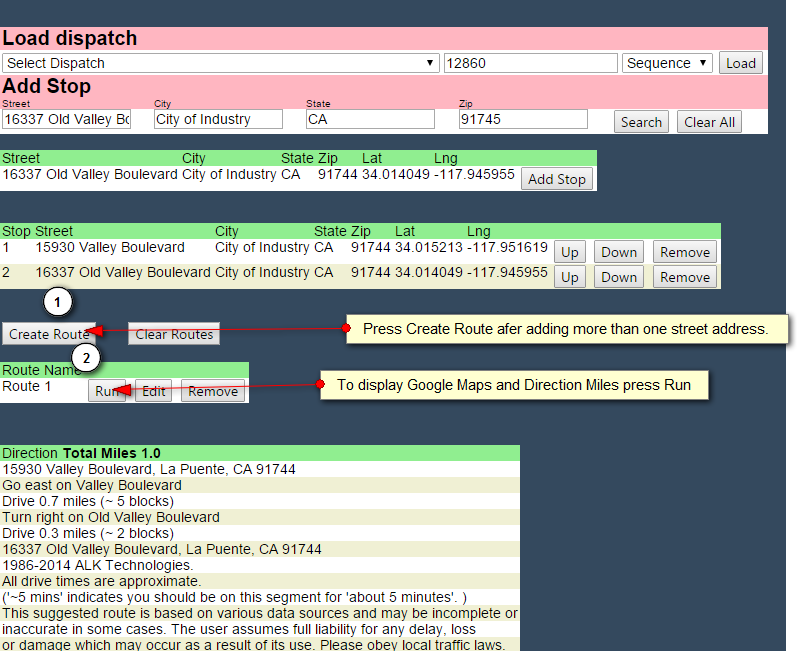 Load dispatch
Select Dispatch 12860 Sequence Load
Add Stop
Street City State Zip
16337 Old Valley Bo City of Industry CA 91745 Search Clear All
Street City State Zip Lat Lng
16337 Old Valley Boulevard City of Industry CA 91744 34.014049 -117.945955 Add Stop
Stop Street City State Zip Lat Lng
1 15930 Valley Boulevard City of Industry CA 91744 34.015213 -117.951619 Up Down Remove
2 16337 Old Valley Boulevard City of Industry CA 91744 34.014049 -117.945955 Up Down Remove
1
Create Route Clear Routes Press Create Route afer adding more than one street address.
2
Route Name
Route 1 Run Edit Remove To display Google Maps and Direction Miles press Run
Direction Total Miles 1.0
15930 Valley Boulevard, La Puente, CA 91744
Go east on Valley Boulevard
Drive 0.7 miles (~ 5 blocks)
Turn right on Old Valley Boulevard
Drive 0.3 miles (~ 2 blocks)
16337 Old Valley Boulevard, La Puente, CA 91744
1986-2014 ALK Technologies.
All drive times are approximate.
('~5 mins' indicates you should be on this segment for 'about 5 minutes'. )
This suggested route is based on various data sources and may be incomplete or
inaccurate in some cases. The user assumes full liability for any delay, loss
or damage which may occur as a result of its use. Please obey local traffic laws.